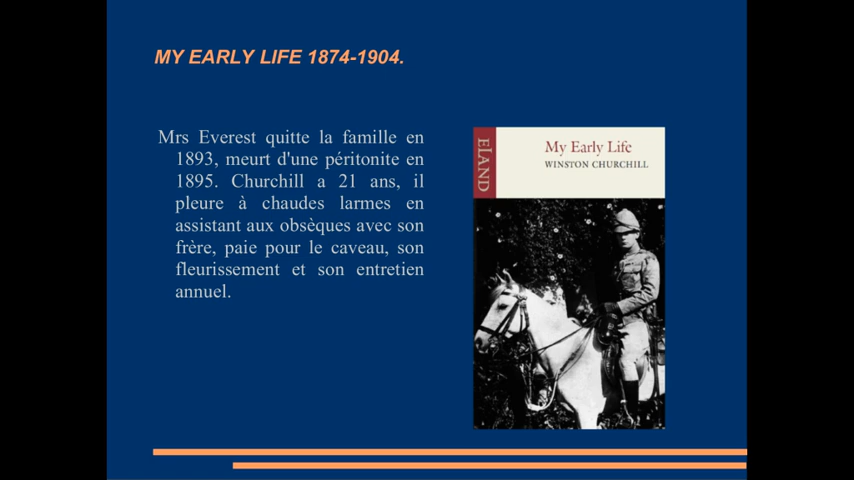 MY EARLY LIFE 1874-1904.
Mrs Everest quitte la famille en
1893, meurt d'une péritonite en
1895. Churchill a 21 ans, il
pleure à chaudes larmes en
assistant aux obsèques avec son
frère, paie pour le caveau, son
fleurissement et son entretien
annuel.
ELAND
My Early Life
WINSTON CHURCHILL